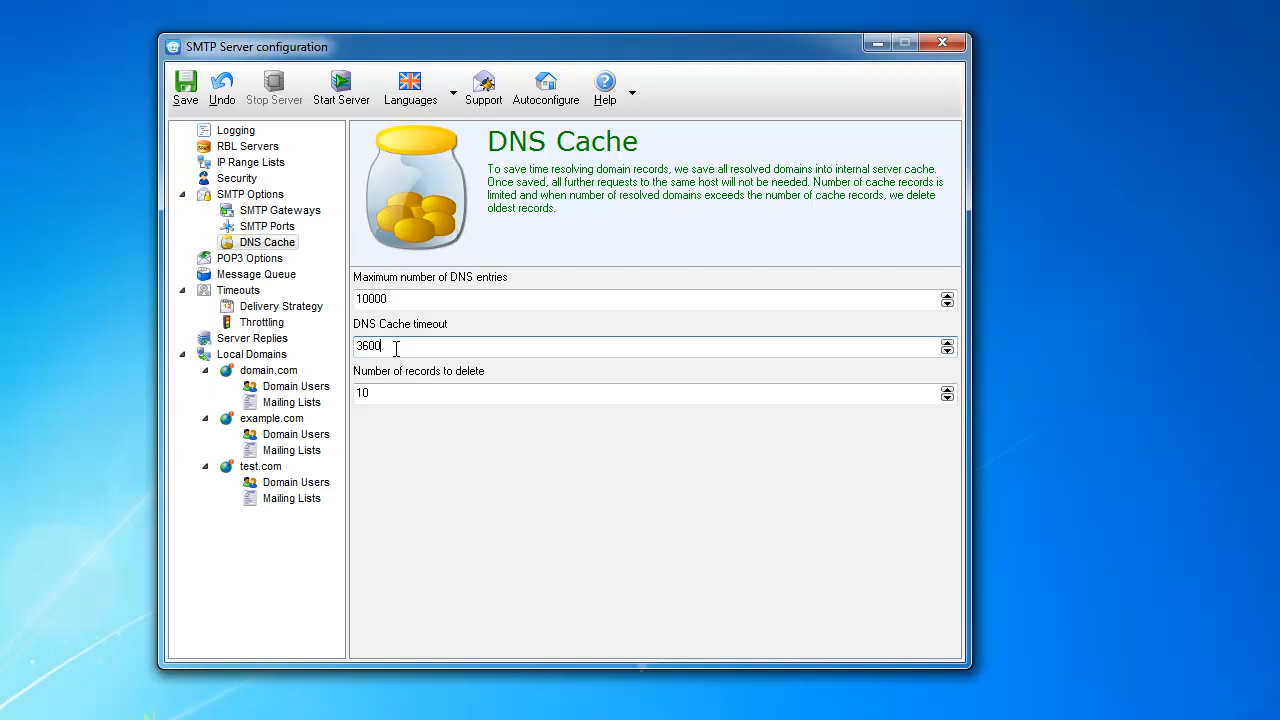 SMTP Server configuration
Save Undo Stop Server Start Server Languages Support Autoconfigure Help
Logging
RBL Servers
IP Range Lists
Security
SMTP Options
SMTP Gateways
SMTP Ports
DNS Cache
POP3 Options
Message Queue
Timeouts
12 Delivery Strategy
Throttling
Server Replies
Local Domains
domain.com
Domain Users
Mailing Lists
example.com
Domain Users
Mailing Lists
test.com
Domain Users
Mailing Lists
DNS Cache
To save time resolving domain records, we save all resolved domains into internal server cache.
Once saved, all further requests to the same host will not be needed. Number of cache records is
limited and when number of resolved domains exceeds the number of cache records, we delete
oldest records.
Maximum number of DNS entries
10000
DNS Cache timeout
3600
Number of records to delete
10